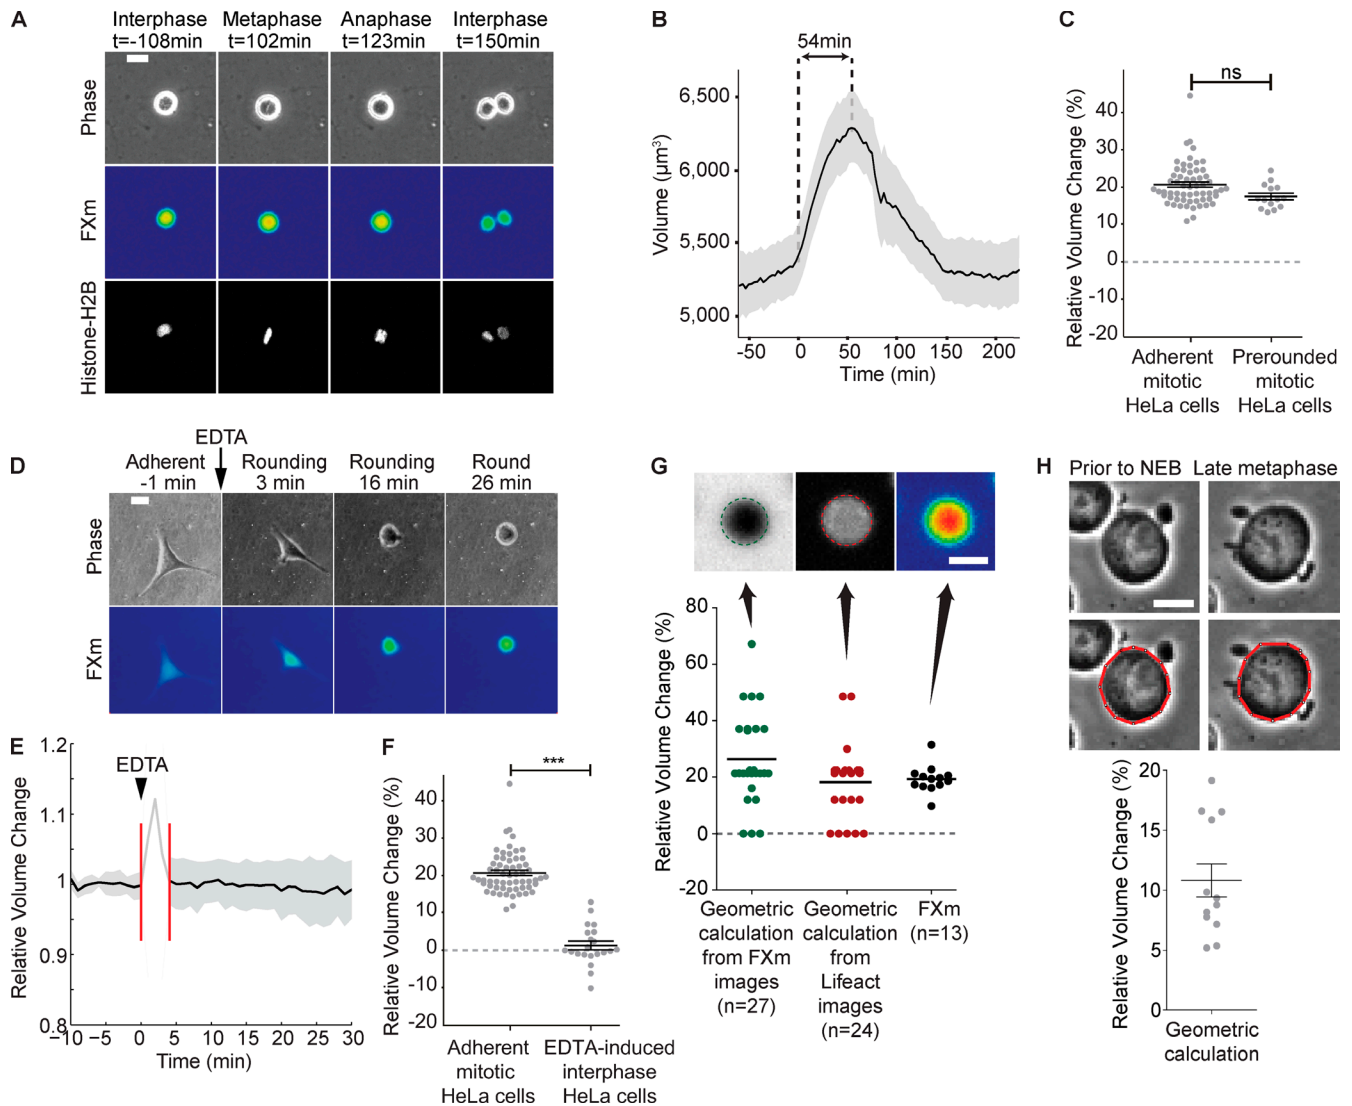 A
Interphase Metaphase Anaphase Interphase
t=-108min t=102min t=123min t=150min
Phase
FXm
Histone-H2B
B
54min
Volume (µm³)
6,500
6,000
5,500
5,000
-50 0 50 100 150 200
Time (min)
C
ns
Relative Volume Change (%)
40
30
20
10
0
-10
-20
Adherent Prerounded
mitotic mitotic
HeLa cells HeLa cells
D
EDTA
Adherent Rounding Rounding Round
-1 min 3 min 16 min 26 min
Phase
FXm
E
EDTA
Relative Volume Change
1.2
1.1
1
0.9
0.8
−10 −5 0 5 10 15 20 25 30
Time (min)
F
***
Relative Volume Change (%)
40
30
20
10
0
-10
-20
Adherent EDTA-induced
mitotic interphase
HeLa cells HeLa cells
G
Relative Volume Change (%)
80
60
40
20
0
-20
Geometric Geometric FXm
calculation calculation (n=13)
from FXm from
images Lifeact
(n=27) images
(n=24)
H
Prior to NEB Late metaphase
Relative Volume Change (%)
20
15
10
5
0
Geometric
calculation